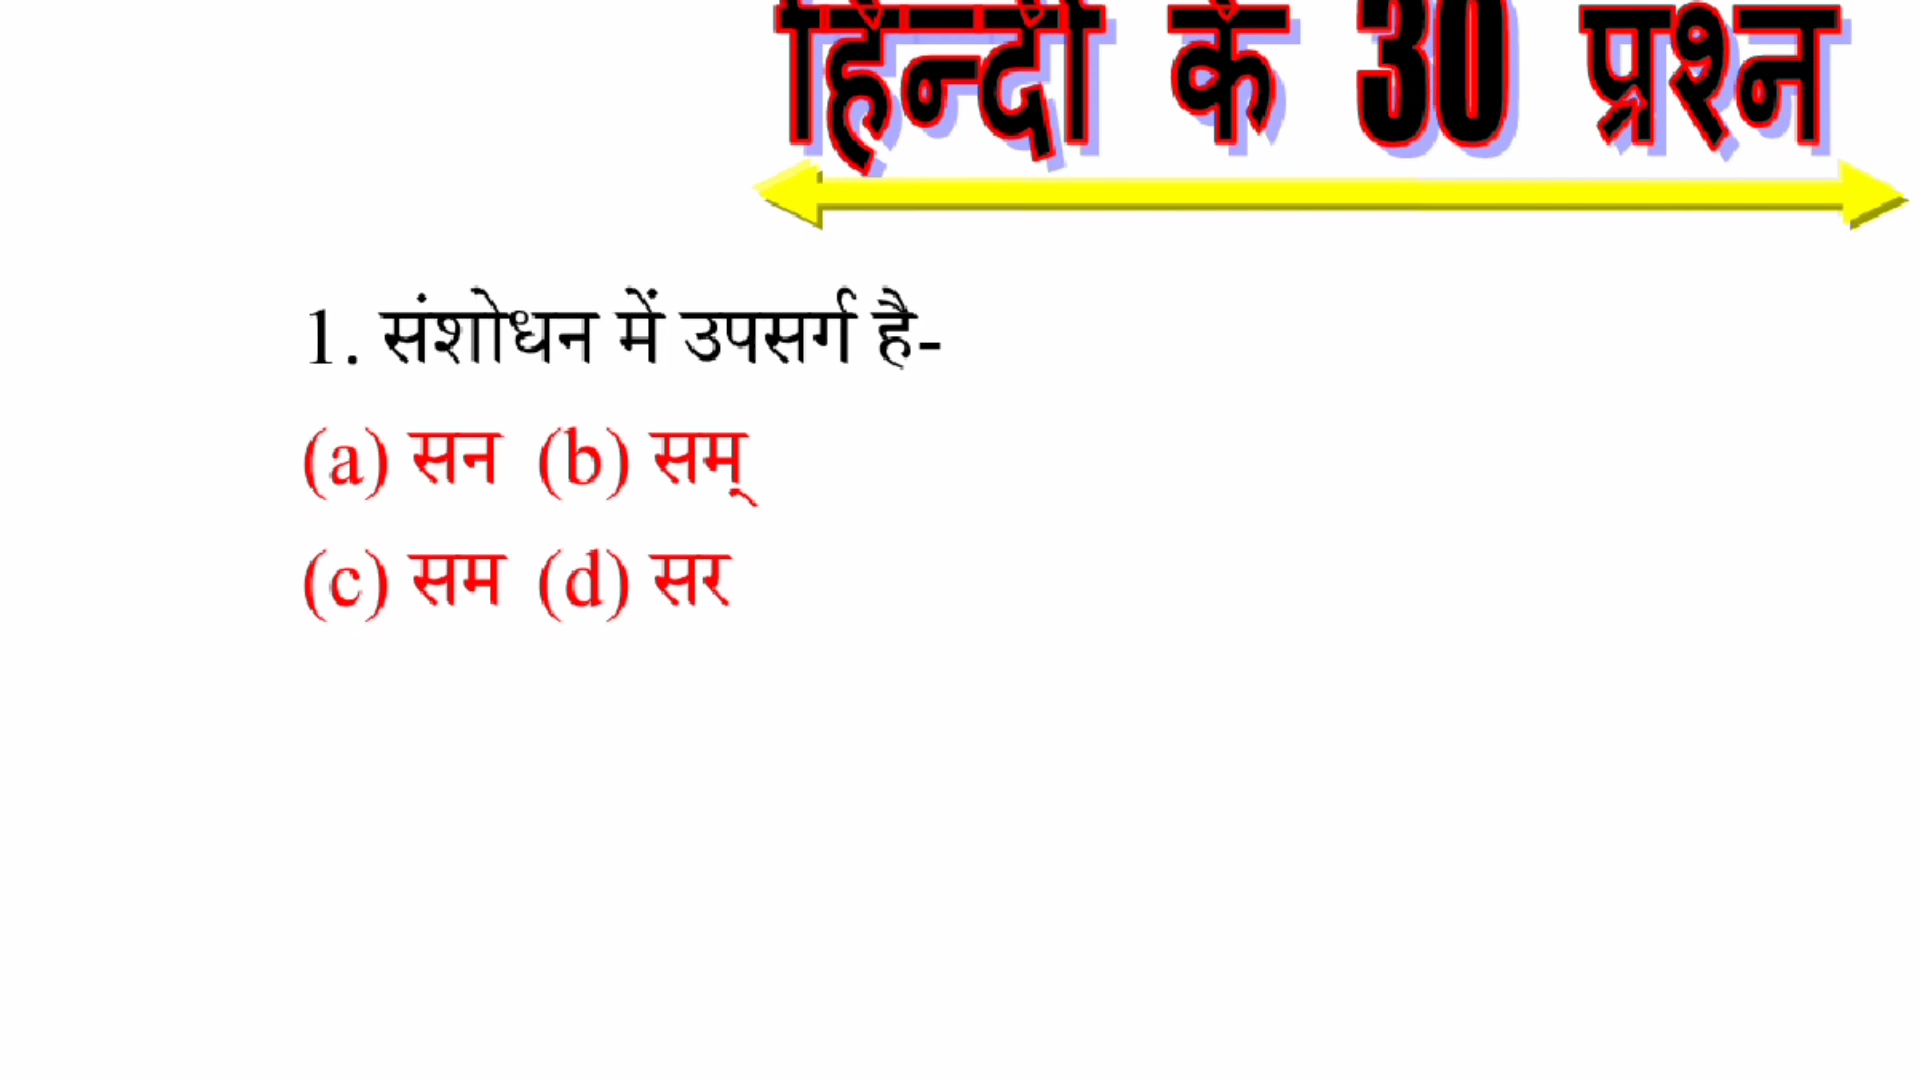 हिन्दी के 30 प्रश्न
1. संशोधन में उपसर्ग है-
(a) सन (b) सम्
(c) सम (d) सर